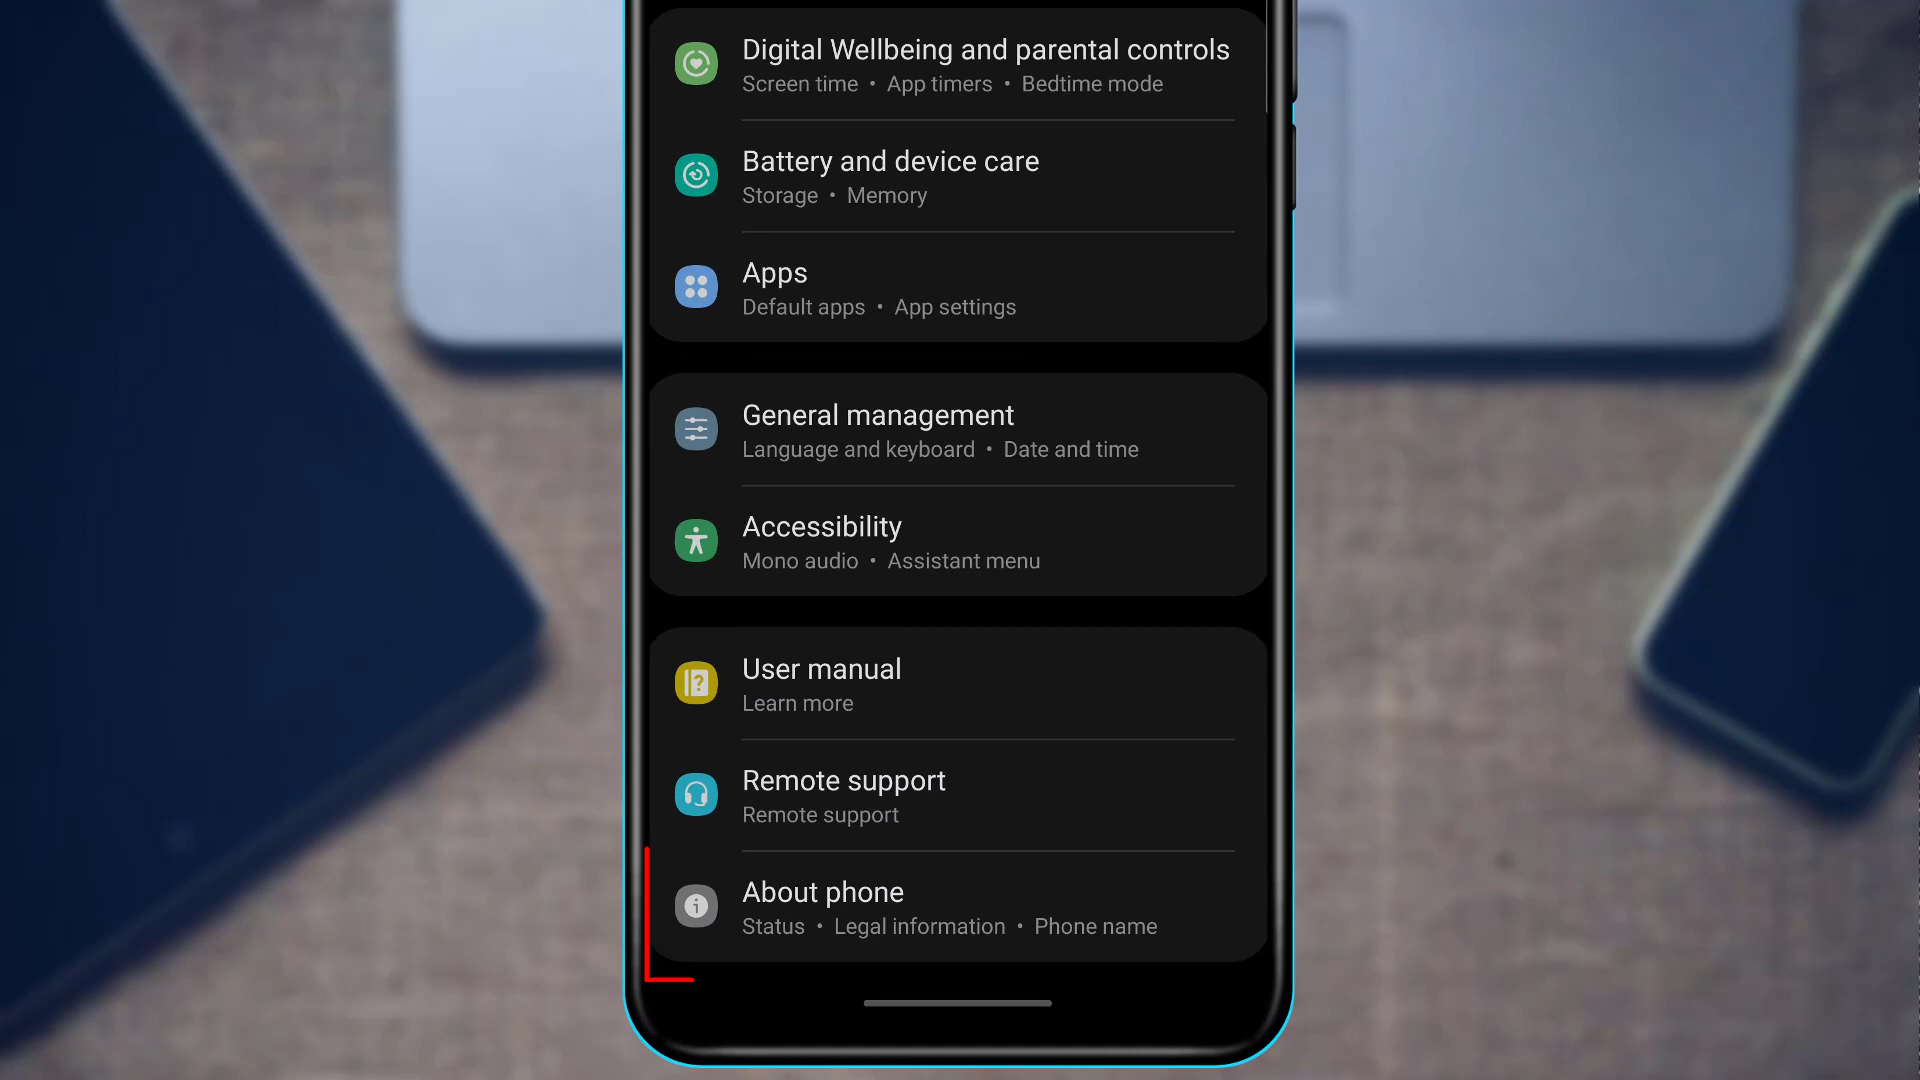 Digital Wellbeing and parental controls
Screen time • App timers • Bedtime mode
Battery and device care
Storage • Memory
Apps
Default apps • App settings
General management
Language and keyboard • Date and time
Accessibility
Mono audio • Assistant menu
User manual
Learn more
Remote support
Remote support
About phone
Status • Legal information • Phone name